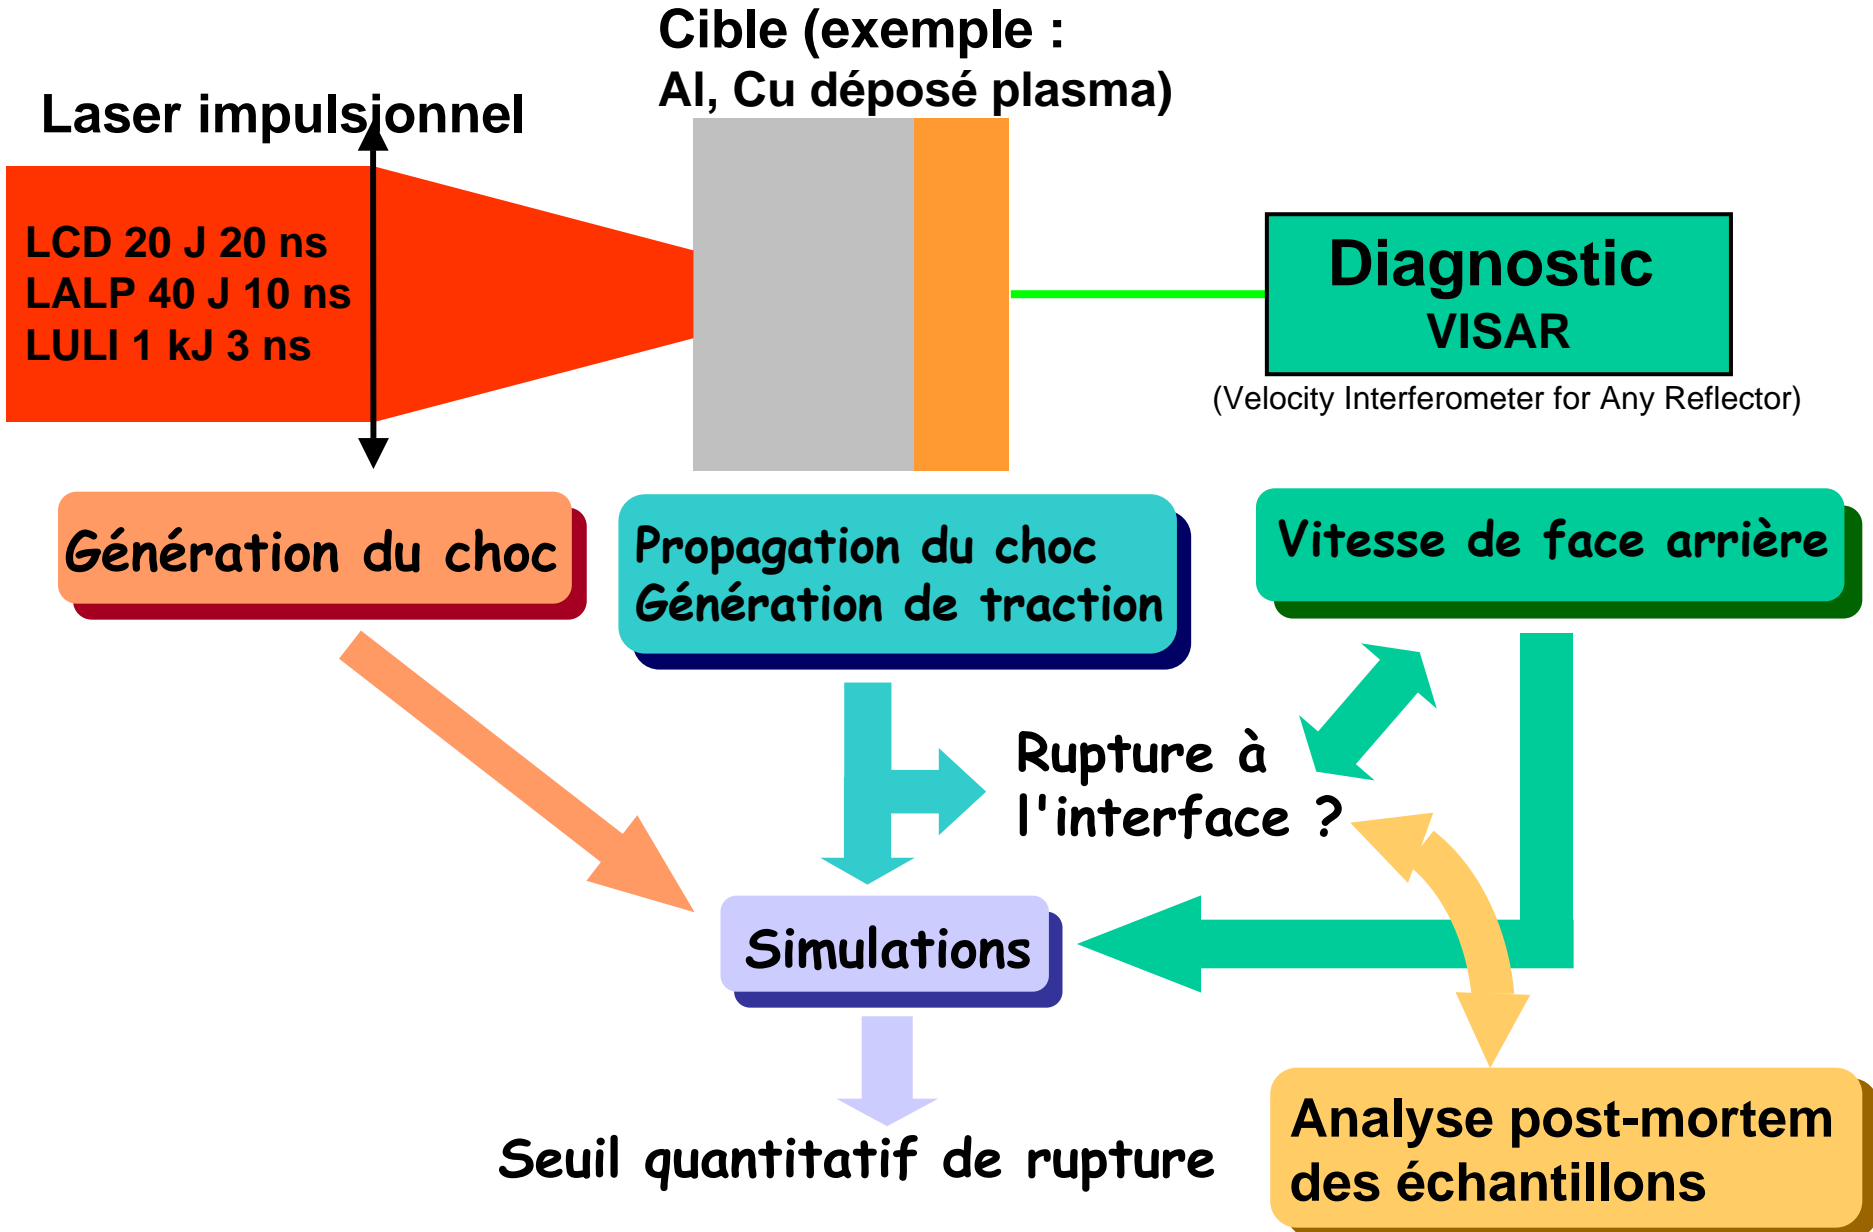 Cible (exemple :
Al, Cu déposé plasma)
Laser impulsionnel
LCD 20 J 20 ns
LALP 40 J 10 ns
LULI 1 kJ 3 ns
Diagnostic
VISAR
(Velocity Interferometer for Any Reflector)
Génération du choc
Propagation du choc
Génération de traction
Vitesse de face arrière
Rupture à
l'interface ?
Simulations
Seuil quantitatif de rupture
Analyse post-mortem
des échantillons